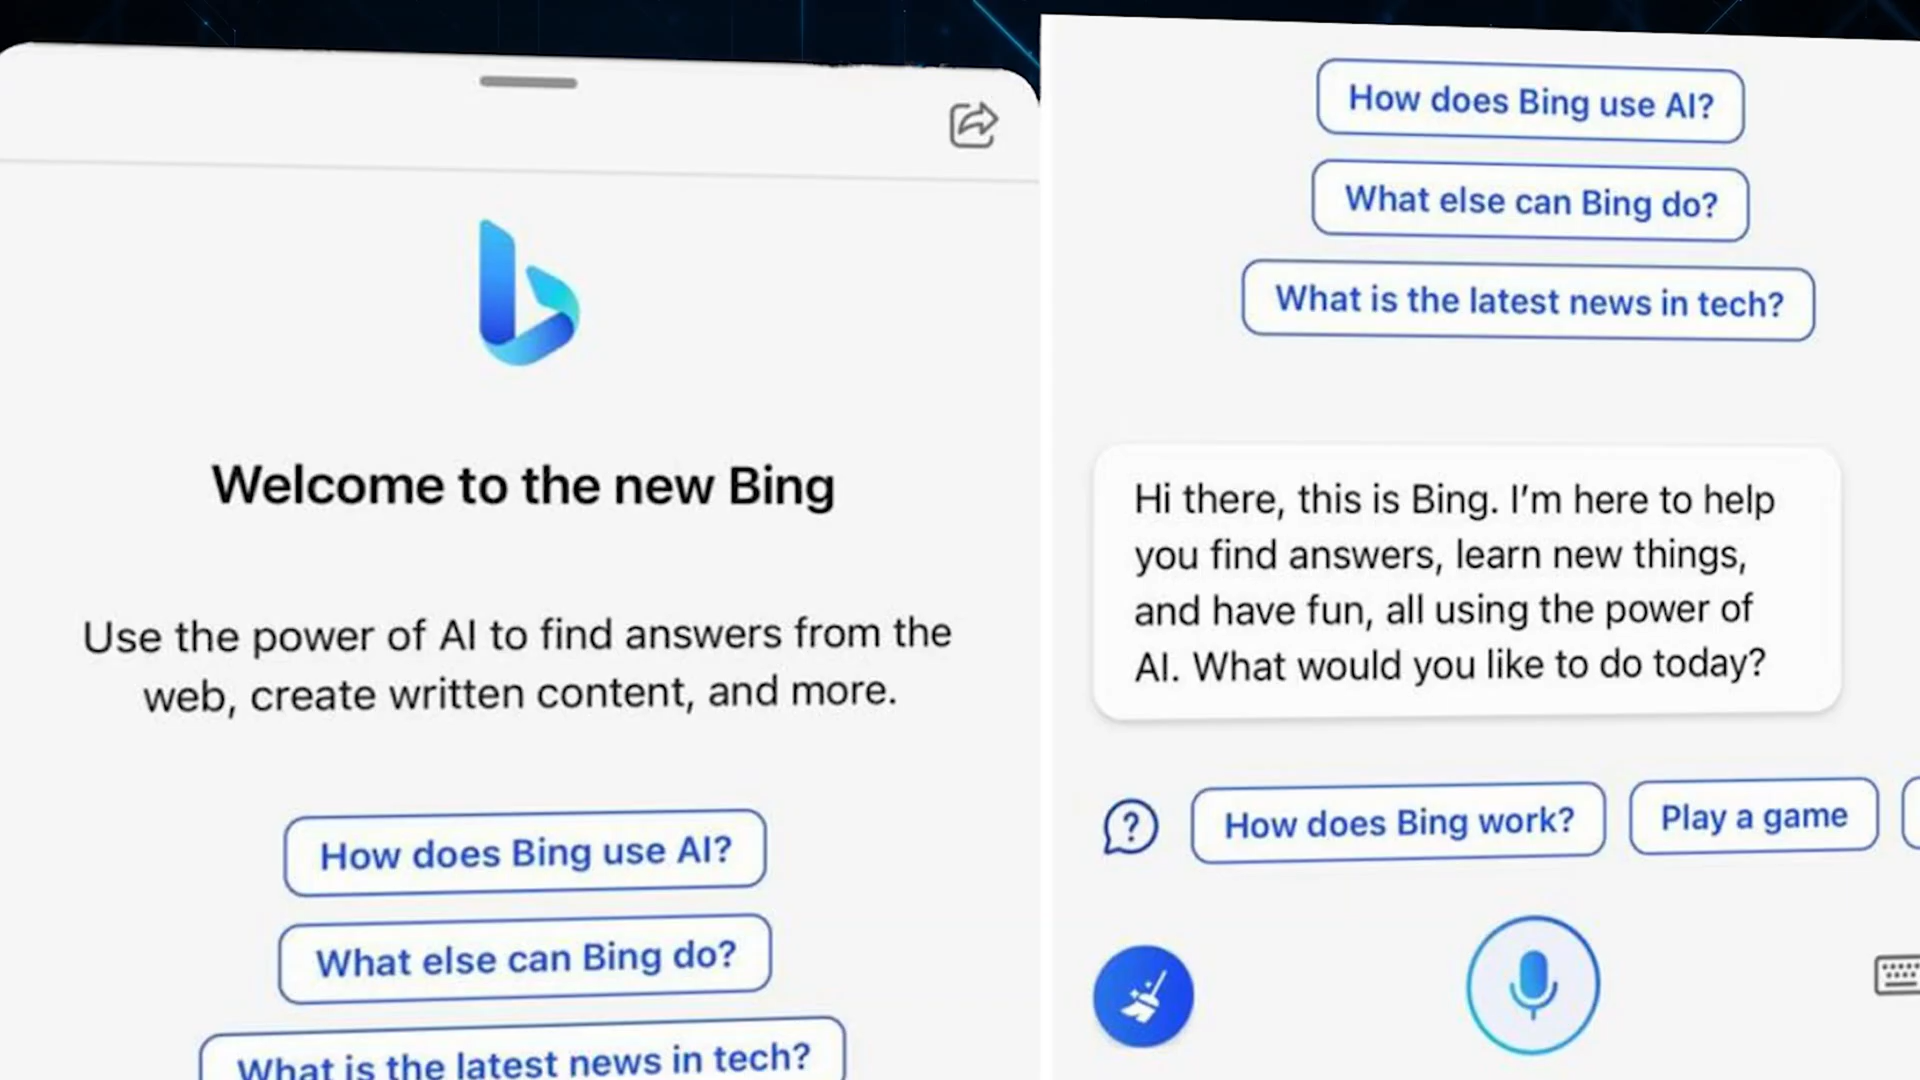 Welcome to the new Bing
Use the power of AI to find answers from the
web, create written content, and more.
How does Bing use AI?
What else can Bing do?
What is the latest news in tech?
How does Bing use AI?
What else can Bing do?
What is the latest news in tech?
Hi there, this is Bing. I'm here to help
you find answers, learn new things,
and have fun, all using the power of
AI. What would you like to do today?
How does Bing work?
Play a game